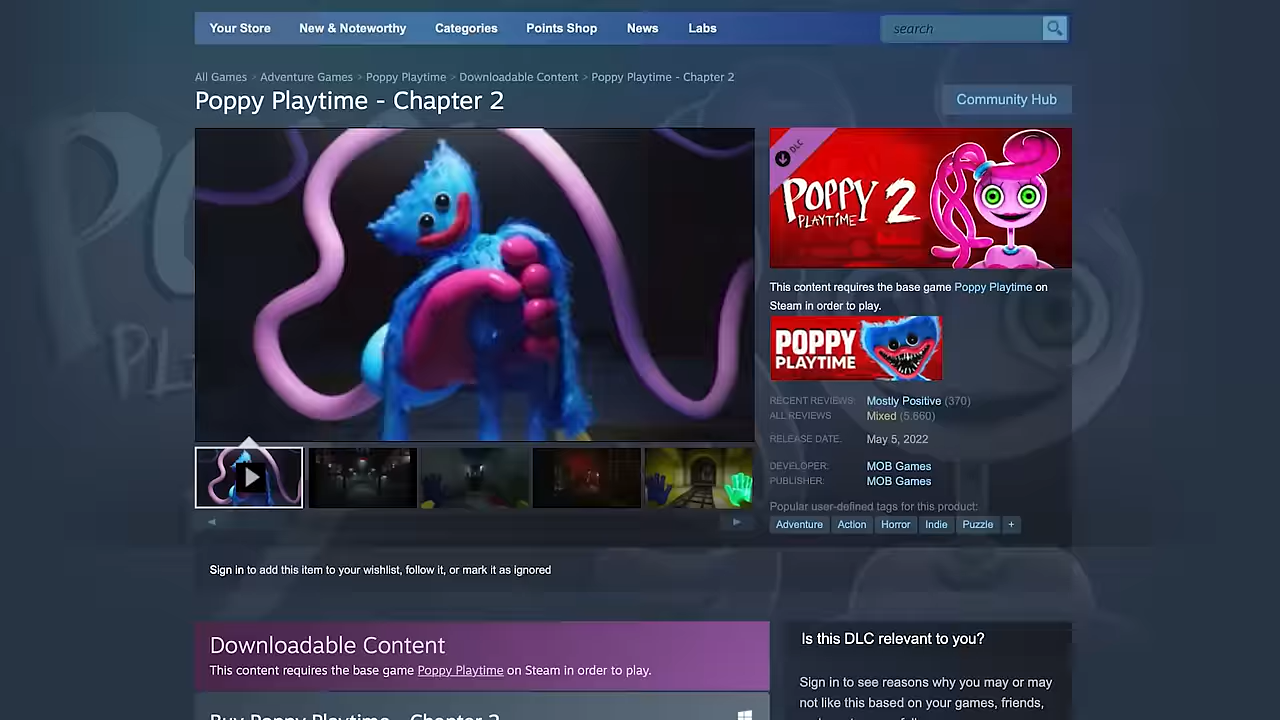 Your Store New & Noteworthy Categories Points Shop News Labs search
All Games > Adventure Games > Poppy Playtime > Downloadable Content > Poppy Playtime - Chapter 2
Poppy Playtime - Chapter 2
Community Hub
DLC
POPPY
PLAYTIME
2
This content requires the base game Poppy Playtime on
Steam in order to play.
POPPY
PLAYTIME
RECENT REVIEWS: Mostly Positive (370)
ALL REVIEWS Mixed (5,660)
RELEASE DATE: May 5, 2022
DEVELOPER: MOB Games
PUBLISHER: MOB Games
Popular user-defined tags for this product:
Adventure Action Horror Indie Puzzle +
Sign in to add this item to your wishlist, follow it, or mark it as ignored
Downloadable Content
This content requires the base game Poppy Playtime on Steam in order to play.
Buy Poppy Playtime - Chapter 2
Is this DLC relevant to you?
Sign in to see reasons why you may or may
not like this based on your games, friends,